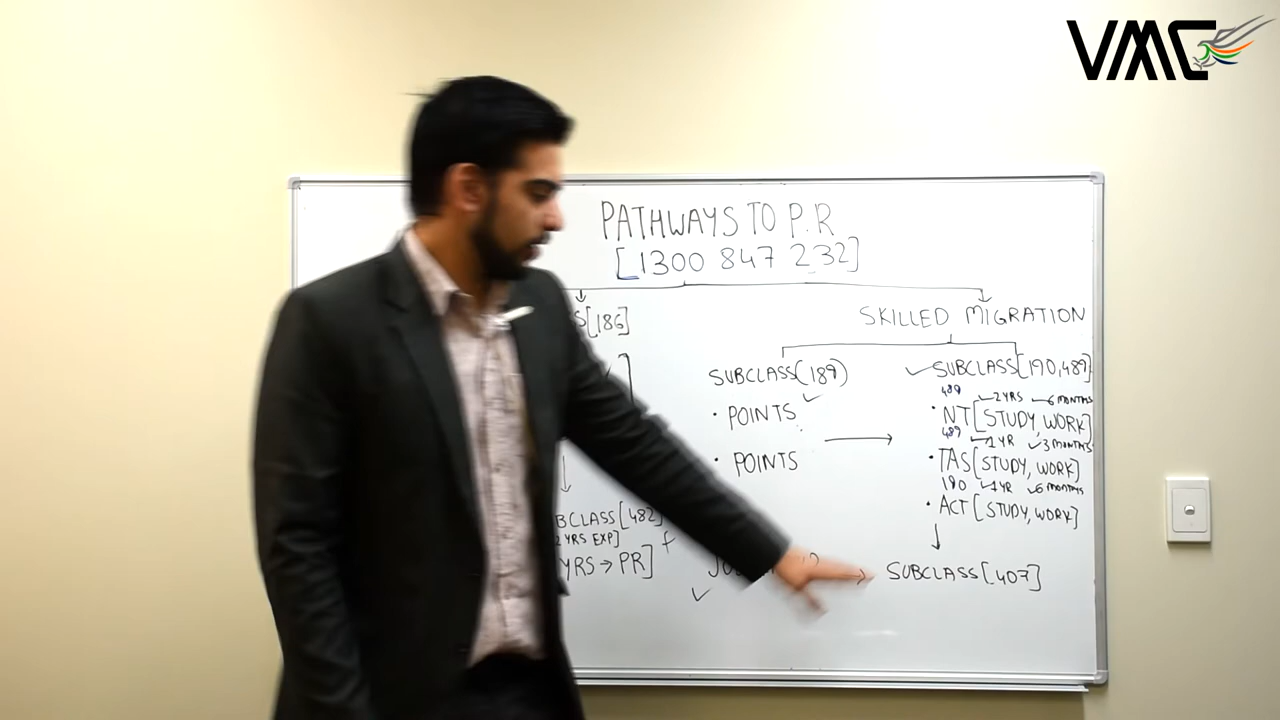 VMC
PATHWAYS TO P.R
[1300 847 232]
S[186]
SKILLED MIGRATION
SUBCLASS(189)
• POINTS
• POINTS
SUBCLASS[190,489]
489 2YRS 6 MONTHS
• NT[STUDY, WORK]
489 1YR 3 MONTHS
• TAS[STUDY, WORK]
190 1YR 6 MONTHS
• ACT[STUDY, WORK]
SUBCLASS[407]
BCLASS[482]
2 YRS EXP]
YRS → PR]